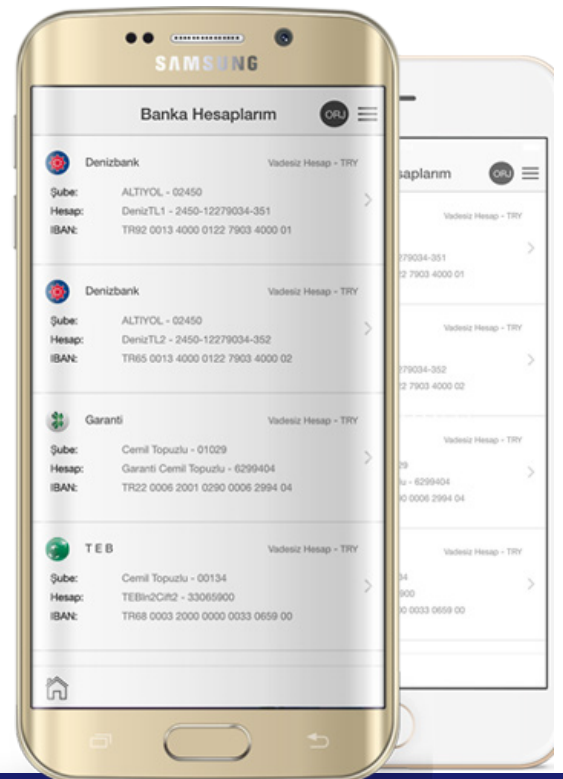 SAMSUNG
Banka Hesaplarım
ORJ
Denizbank Vadesiz Hesap - TRY
Şube: ALTIYOL - 02450
Hesap: DenizTL1 - 2450-12279034-351
IBAN: TR92 0013 4000 0122 7903 4000 01
Denizbank Vadesiz Hesap - TRY
Şube: ALTIYOL - 02450
Hesap: DenizTL2 - 2450-12279034-352
IBAN: TR65 0013 4000 0122 7903 4000 02
Garanti Vadesiz Hesap - TRY
Şube: Cemil Topuzlu - 01029
Hesap: Garanti Cemil Topuzlu - 6299404
IBAN: TR22 0006 2001 0290 0006 2994 04
TEB Vadesiz Hesap - TRY
Şube: Cemil Topuzlu - 00134
Hesap: TEBIn2Cift2 - 33065900
IBAN: TR68 0003 2000 0000 0033 0659 00
saplarım
ORJ
Vadesiz Hesap - TRY
279034-351
22 7903 4000 01
Vadesiz Hesap - TRY
279034-352
22 7903 4000 02
Vadesiz Hesap - TRY
29
lu - 6299404
90 0006 2994 04
Vadesiz Hesap - TRY
34
900
00 0033 0659 00